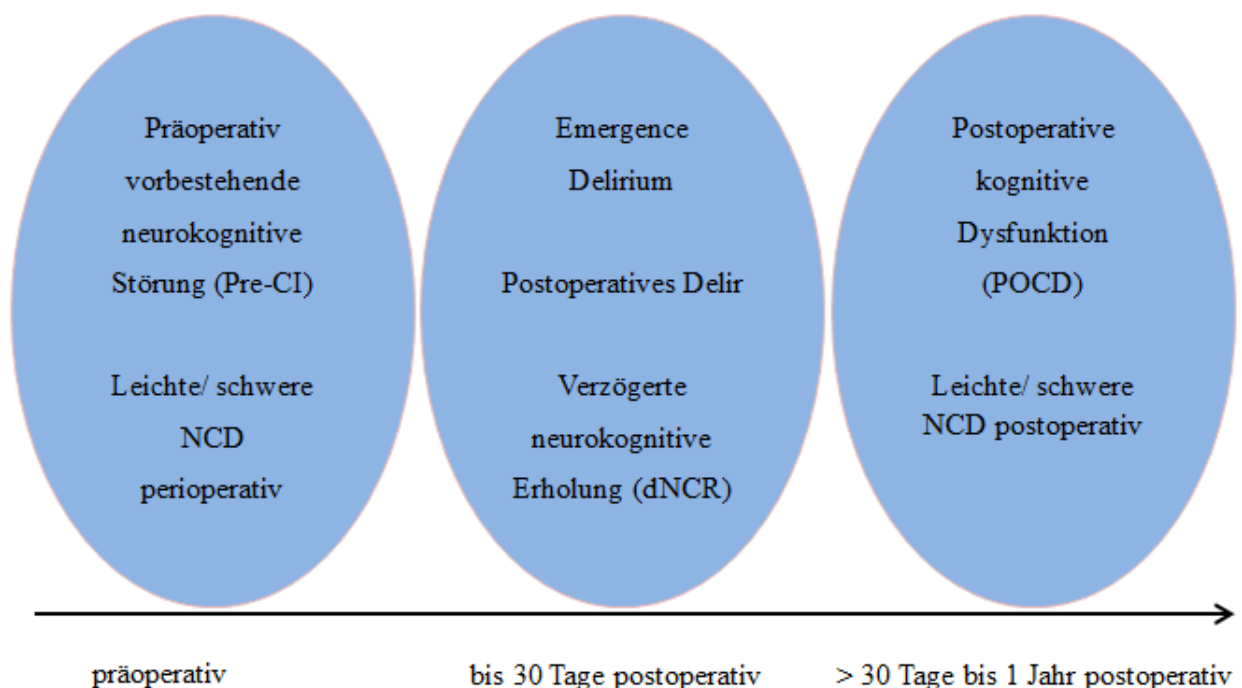 Präoperativ
vorbestehende
neurokognitive
Störung (Pre-CI)
Leichte/ schwere
NCD
perioperativ
Emergence
Delirium
Postoperatives Delir
Verzögerte
neurokognitive
Erholung (dNCR)
Postoperative
kognitive
Dysfunktion
(POCD)
Leichte/ schwere
NCD postoperativ
präoperativ
bis 30 Tage postoperativ
> 30 Tage bis 1 Jahr postoperativ